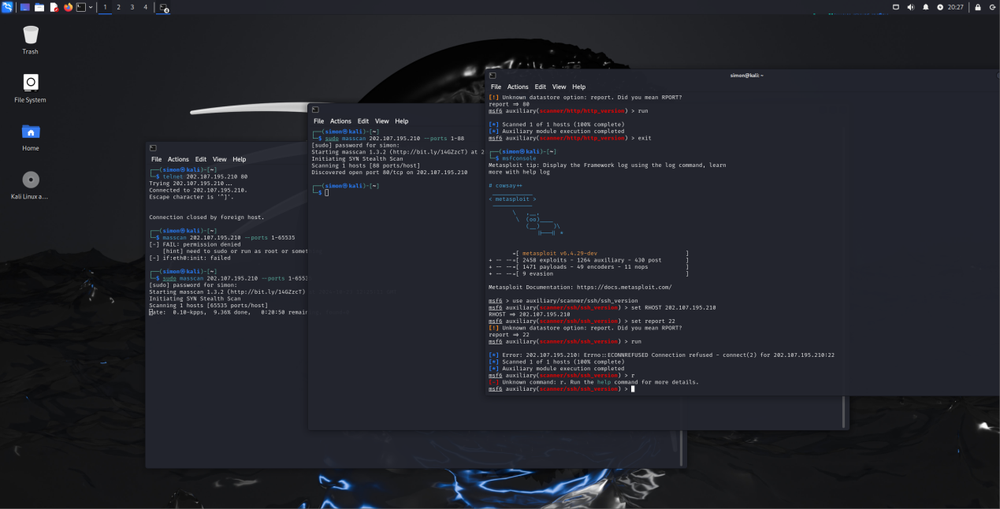 1 2 3 4
20:27
Trash
File System
Home
Kali Linux a...
File Actions Edit View Help
┌──(simon㉿kali)-[~]
└─$ telnet 202.107.195.210 80
Trying 202.107.195.210...
Connected to 202.107.195.210.
Escape character is '^]'.
Connection closed by foreign host.
┌──(simon㉿kali)-[~]
└─$ masscan 202.107.195.210 --ports 1-65535
[-] FAIL: permission denied
[hint] need to sudo or run as root or somet
[-] if:eth0:init: failed
┌──(simon㉿kali)-[~]
└─$ sudo masscan 202.107.195.210 --ports 1-6553
[sudo] password for simon:
Starting masscan 1.3.2 (http://bit.ly/14GZzcT)
Initiating SYN Stealth Scan
Scanning 1 hosts [65535 ports/host]
rate: 0.10-kpps, 9.36% done, 0:20:50 remain
File Actions Edit View Help
┌──(simon㉿kali)-[~]
└─$ sudo masscan 202.107.195.210 --ports 1-88
[sudo] password for simon:
Starting masscan 1.3.2 (http://bit.ly/14GZzcT) at 2
Initiating SYN Stealth Scan
Scanning 1 hosts [88 ports/host]
Discovered open port 80/tcp on 202.107.195.210
┌──(simon㉿kali)-[~]
└─$
simon@kali: ~
File Actions Edit View Help
[!] Unknown datastore option: report. Did you mean RPORT?
report => 80
msf6 auxiliary(scanner/http/http_version) > run
[*] Scanned 1 of 1 hosts (100% complete)
[*] Auxiliary module execution completed
msf6 auxiliary(scanner/http/http_version) > exit
┌──(simon㉿kali)-[~]
└─$ msfconsole
Metasploit tip: Display the Framework log using the log command, learn
more with help log
# cowsay++
< metasploit >
\ ,__,
\ (oo)____
(__) )\
||--|| *
=[ metasploit v6.4.29-dev ]
+ -- --=[ 2458 exploits - 1264 auxiliary - 430 post ]
+ -- --=[ 1471 payloads - 49 encoders - 11 nops ]
+ -- --=[ 9 evasion ]
Metasploit Documentation: https://docs.metasploit.com/
msf6 > use auxiliary/scanner/ssh/ssh_version
msf6 auxiliary(scanner/ssh/ssh_version) > set RHOST 202.107.195.210
RHOST => 202.107.195.210
msf6 auxiliary(scanner/ssh/ssh_version) > set report 22
[!] Unknown datastore option: report. Did you mean RPORT?
report => 22
msf6 auxiliary(scanner/ssh/ssh_version) > run
[*] Error: 202.107.195.210: Errno::ECONNREFUSED Connection refused - connect(2) for 202.107.195.210:22
[*] Scanned 1 of 1 hosts (100% complete)
[*] Auxiliary module execution completed
msf6 auxiliary(scanner/ssh/ssh_version) > r
[-] Unknown command: r. Run the help command for more details.
msf6 auxiliary(scanner/ssh/ssh_version) >